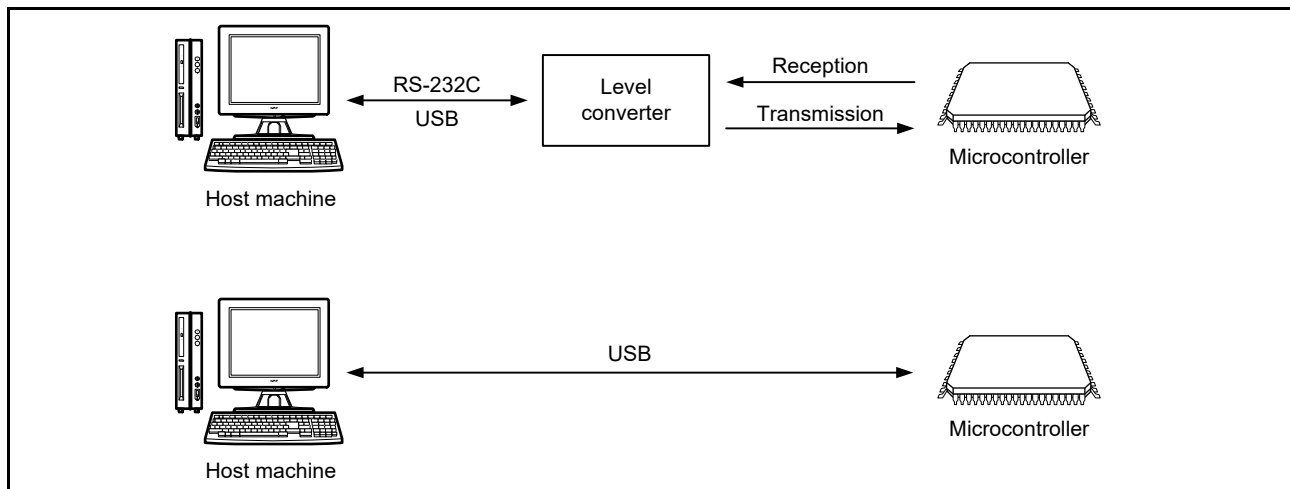 RS-232C
USB
Level
converter
Reception
Transmission
Host machine
Microcontroller
USB
Host machine
Microcontroller